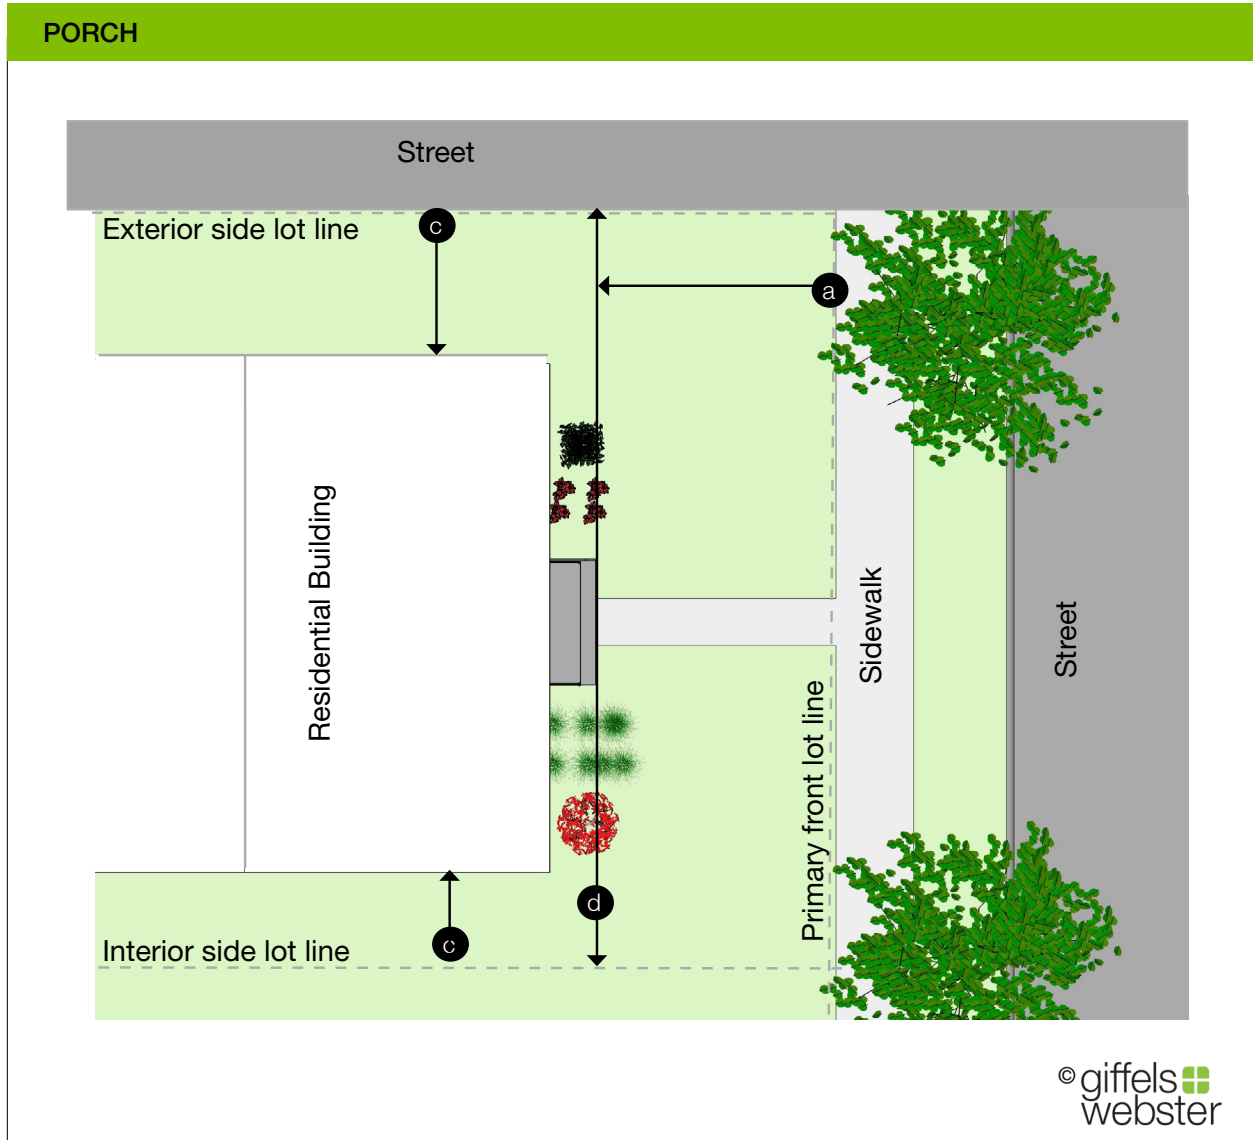 PORCH
Street
Exterior side lot line
c
a
Residential Building
Sidewalk
Street
Primary front lot line
d
c
Interior side lot line
© giffels
webster